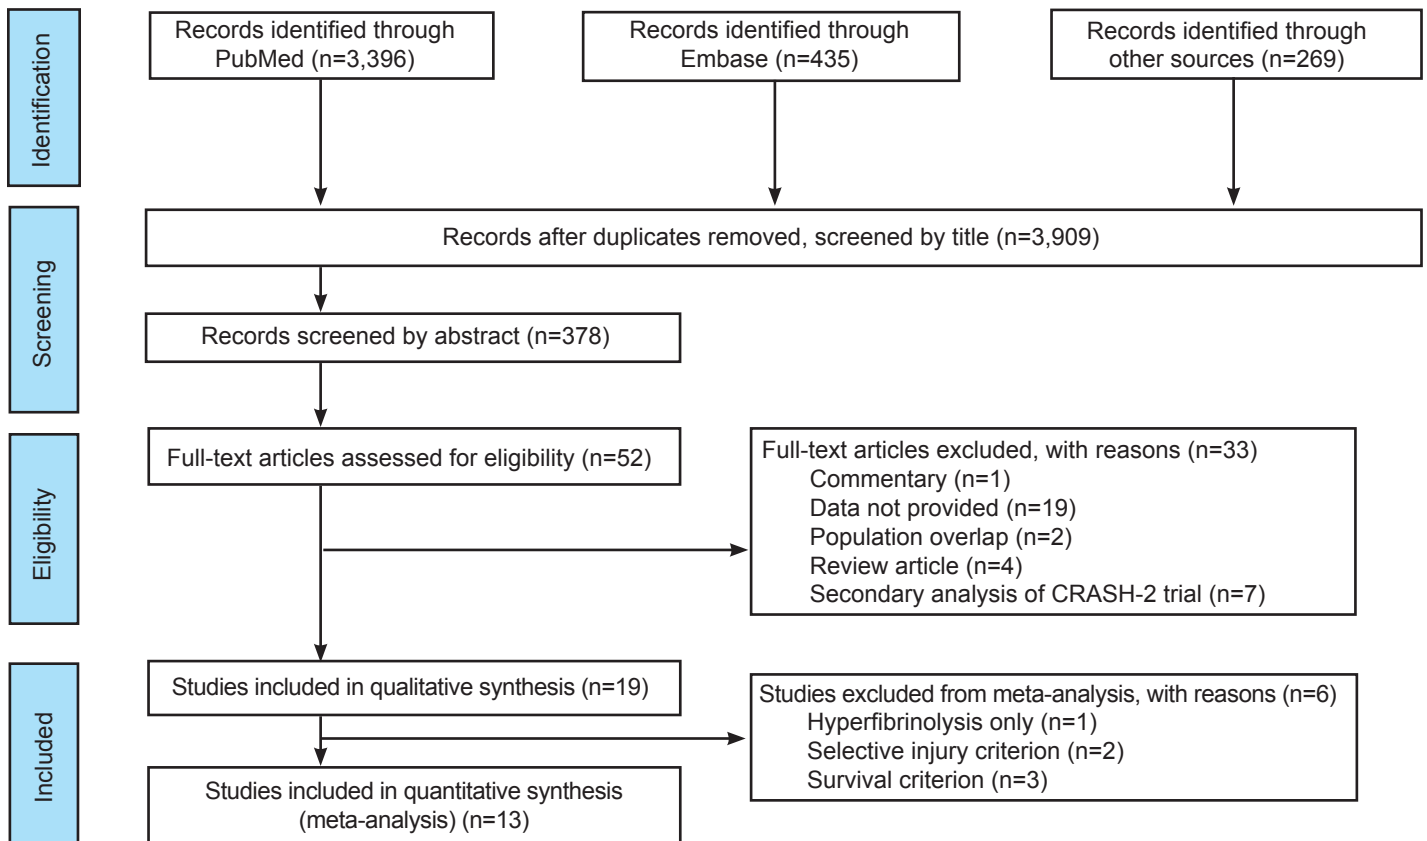 Identification
Records identified through
PubMed (n=3,396)
Records identified through
Embase (n=435)
Records identified through
other sources (n=269)
Screening
Records after duplicates removed, screened by title (n=3,909)
Records screened by abstract (n=378)
Eligibility
Full-text articles assessed for eligibility (n=52)
Full-text articles excluded, with reasons (n=33)
Commentary (n=1)
Data not provided (n=19)
Population overlap (n=2)
Review article (n=4)
Secondary analysis of CRASH-2 trial (n=7)
Included
Studies included in qualitative synthesis (n=19)
Studies excluded from meta-analysis, with reasons (n=6)
Hyperfibrinolysis only (n=1)
Selective injury criterion (n=2)
Survival criterion (n=3)
Studies included in quantitative synthesis
(meta-analysis) (n=13)